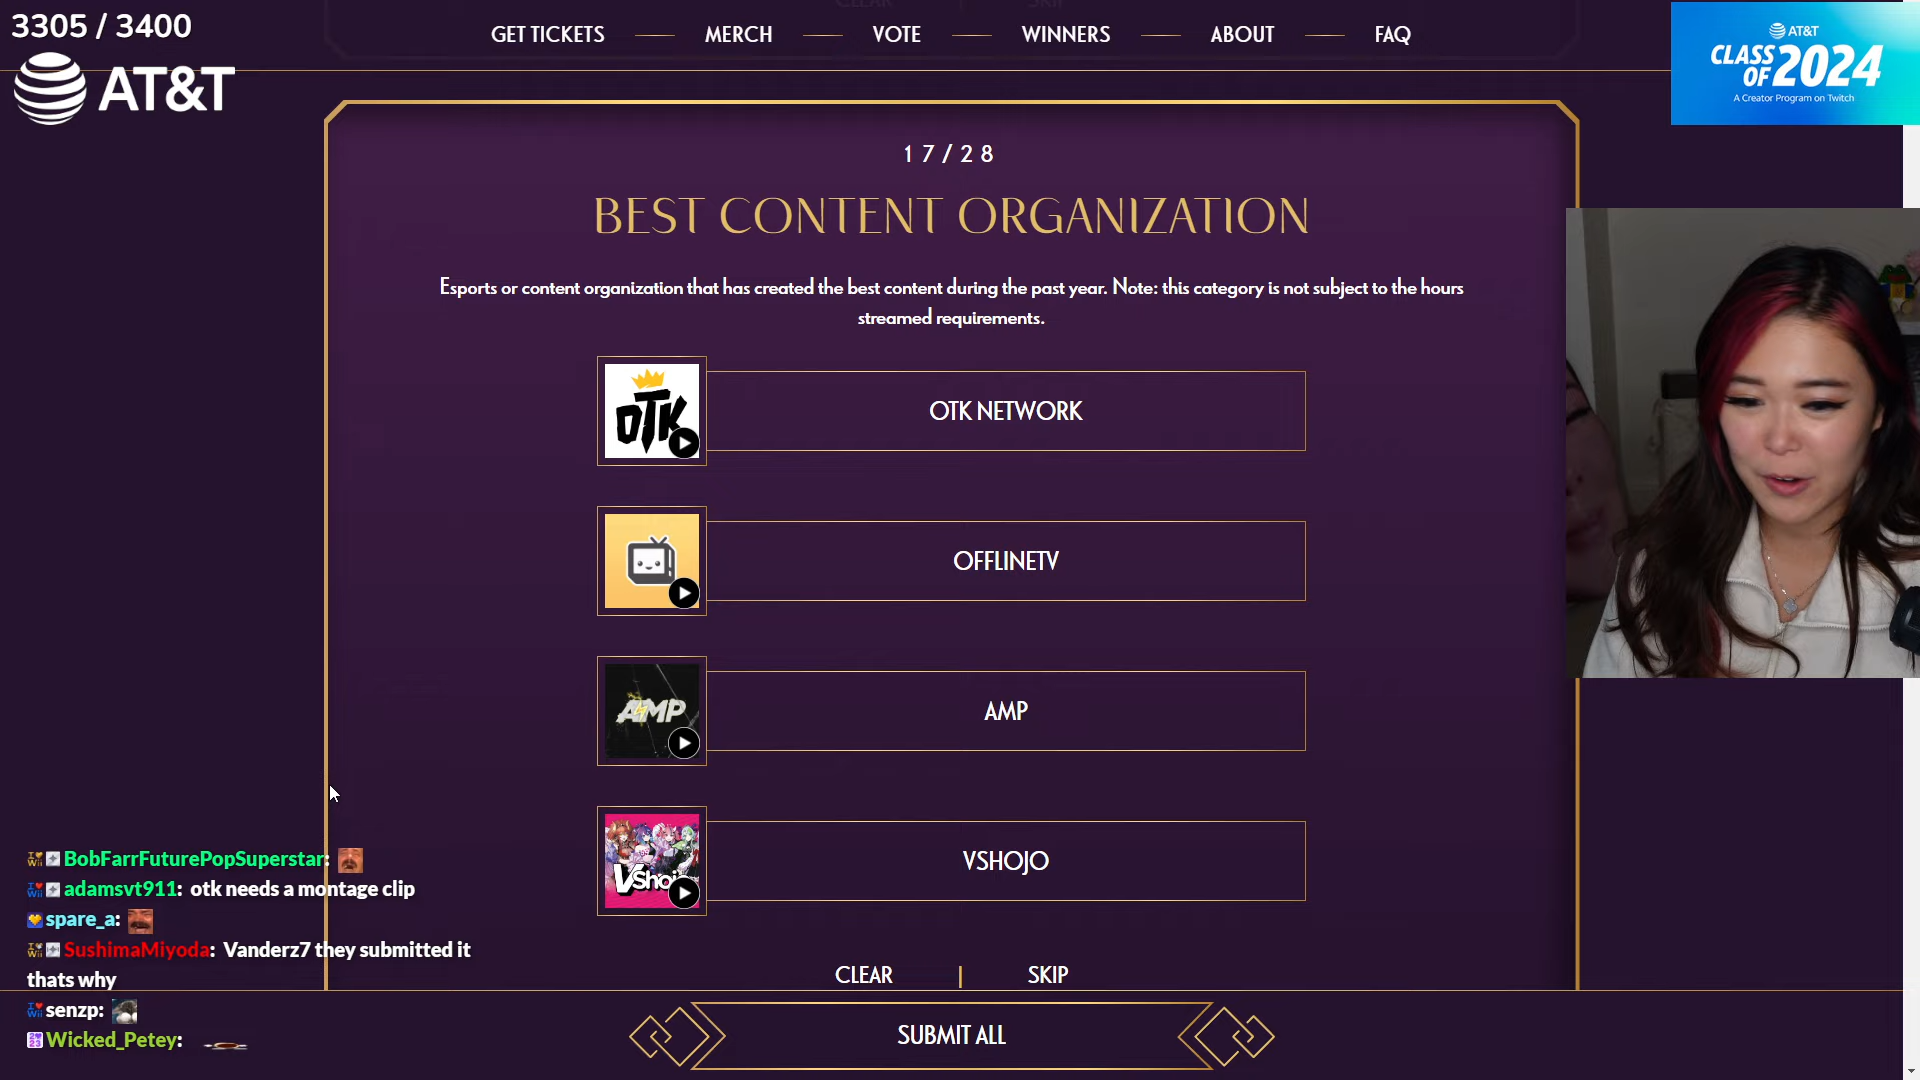 3305 / 3400
AT&T
GET TICKETS
MERCH
VOTE
WINNERS
ABOUT
FAQ
AT&T
CLASS
OF 2024
A Creator Program on Twitch
17/28
BEST CONTENT ORGANIZATION
Esports or content organization that has created the best content during the past year. Note: this category is not subject to the hours
streamed requirements.
OTK
OTK NETWORK
OFFLINETV
AMP
AMP
VShojo
VSHOJO
CLEAR | SKIP
SUBMIT ALL
BobFarrFuturePopSuperstar:
adamsvt911: otk needs a montage clip
spare_a:
SushimaMiyoda: Vanderz7 they submitted it
thats why
senzp:
Wicked_Petey: